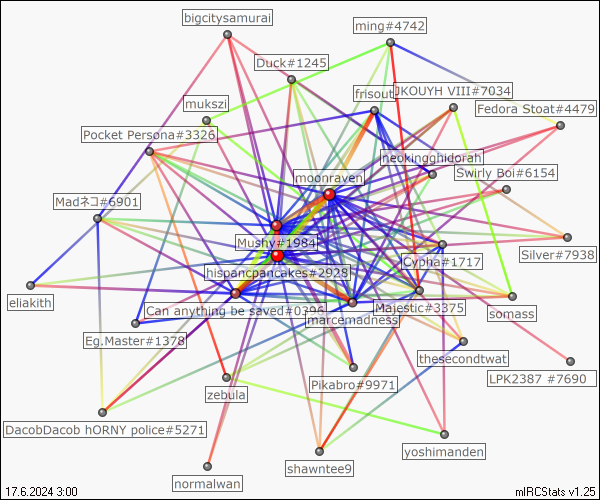 bigcitysamurai
ming#4742
Duck#1245
frisout
JKOUYH VIII#7034
mukszi
Fedora Stoat#4479
Pocket Persona#3326
neokingghidorah
moonraven
Swirly Boi#6154
Madネコ#6901
Mushy#1984
Cypha#1717
Silver#7938
hispancpancakes#2928
eliakith
Can anything be saved#0396
Majestic#3375
somass
marcemadness
Eg.Master#1378
thesecondtwat
LPK2387 #7690
Pikabro#9971
zebula
DacobDacob hORNY police#5271
yoshimanden
shawntee9
normalwan
17.6.2024 3:00
mIRCStats v1.25